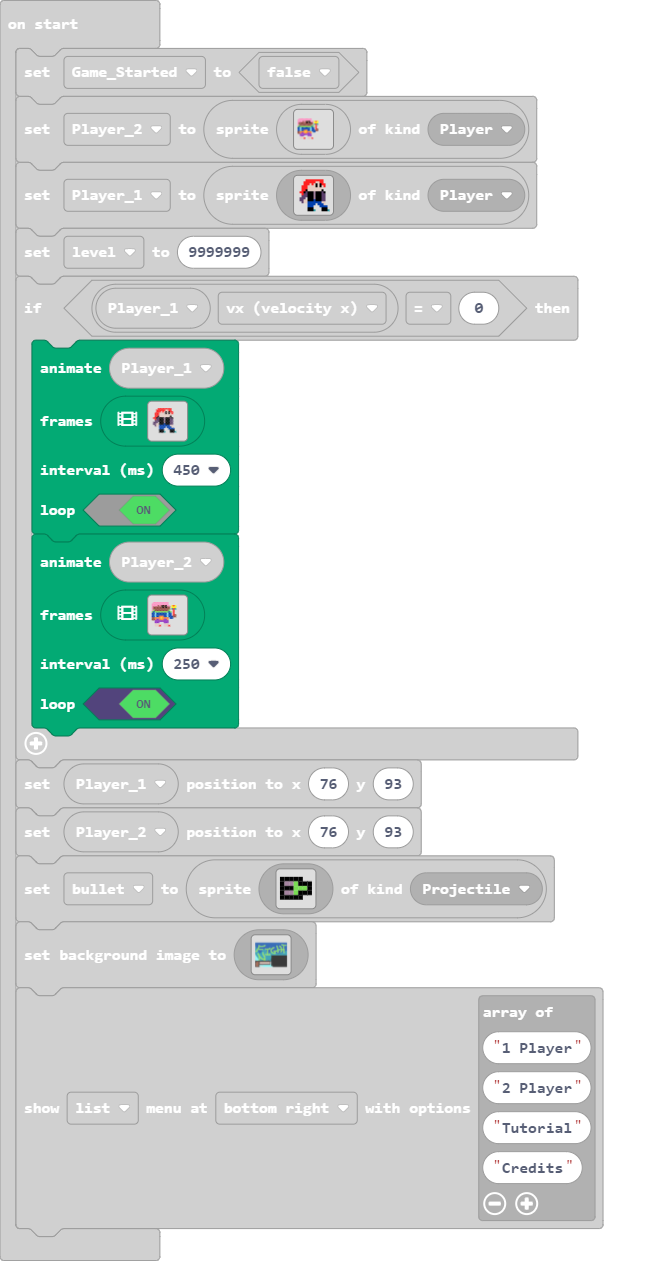 on start
set Game_Started to false
set Player_2 to sprite of kind Player
set Player_1 to sprite of kind Player
set level to 9999999
if Player_1 vx (velocity x) = 0 then
animate Player_1
frames
interval (ms) 450
loop ON
animate Player_2
frames
interval (ms) 250
loop ON
set Player_1 position to x 76 y 93
set Player_2 position to x 76 y 93
set bullet to sprite of kind Projectile
set background image to
array of
"1 Player"
"2 Player"
show list menu at bottom right with options
"Tutorial"
"Credits"